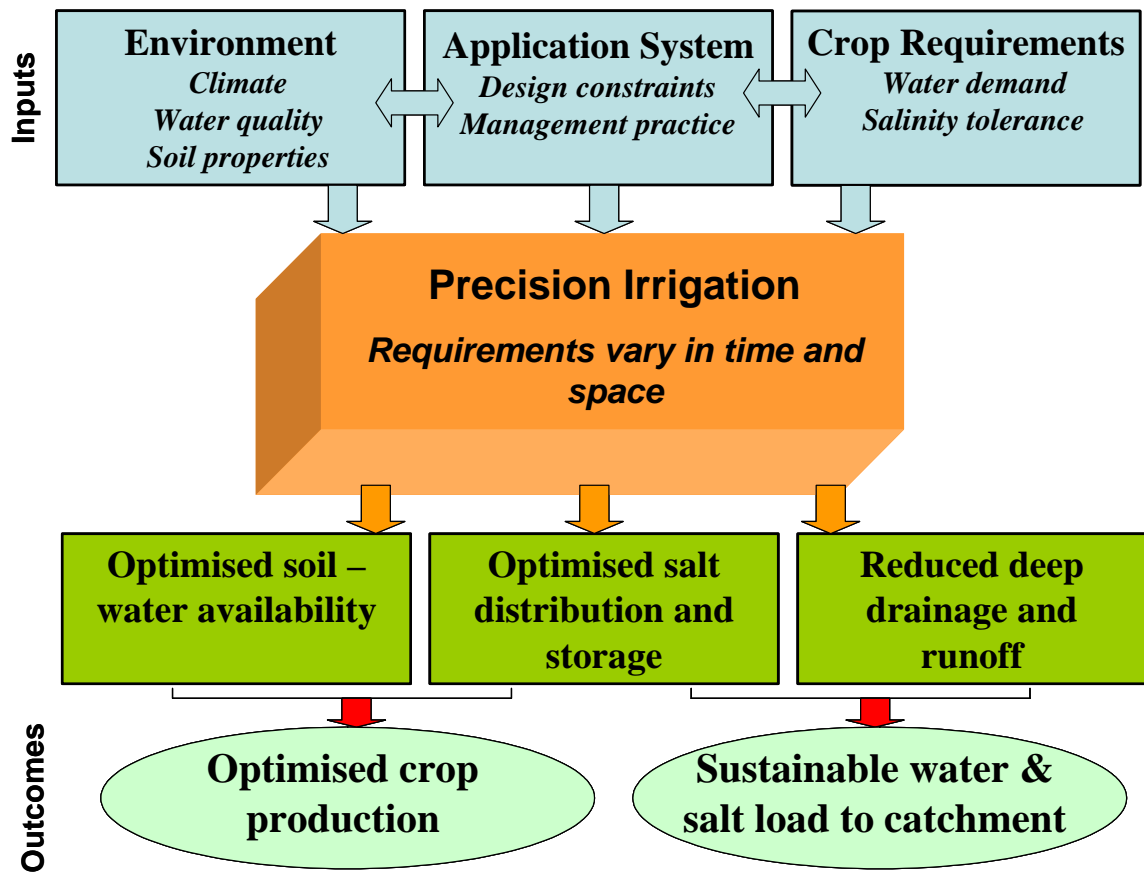 Inputs
Environment
Climate
Water quality
Soil properties
Application System
Design constraints
Management practice
Crop Requirements
Water demand
Salinity tolerance
Precision Irrigation
Requirements vary in time and
space
Optimised soil –
water availability
Optimised salt
distribution and
storage
Reduced deep
drainage and
runoff
Outcomes
Optimised crop
production
Sustainable water &
salt load to catchment